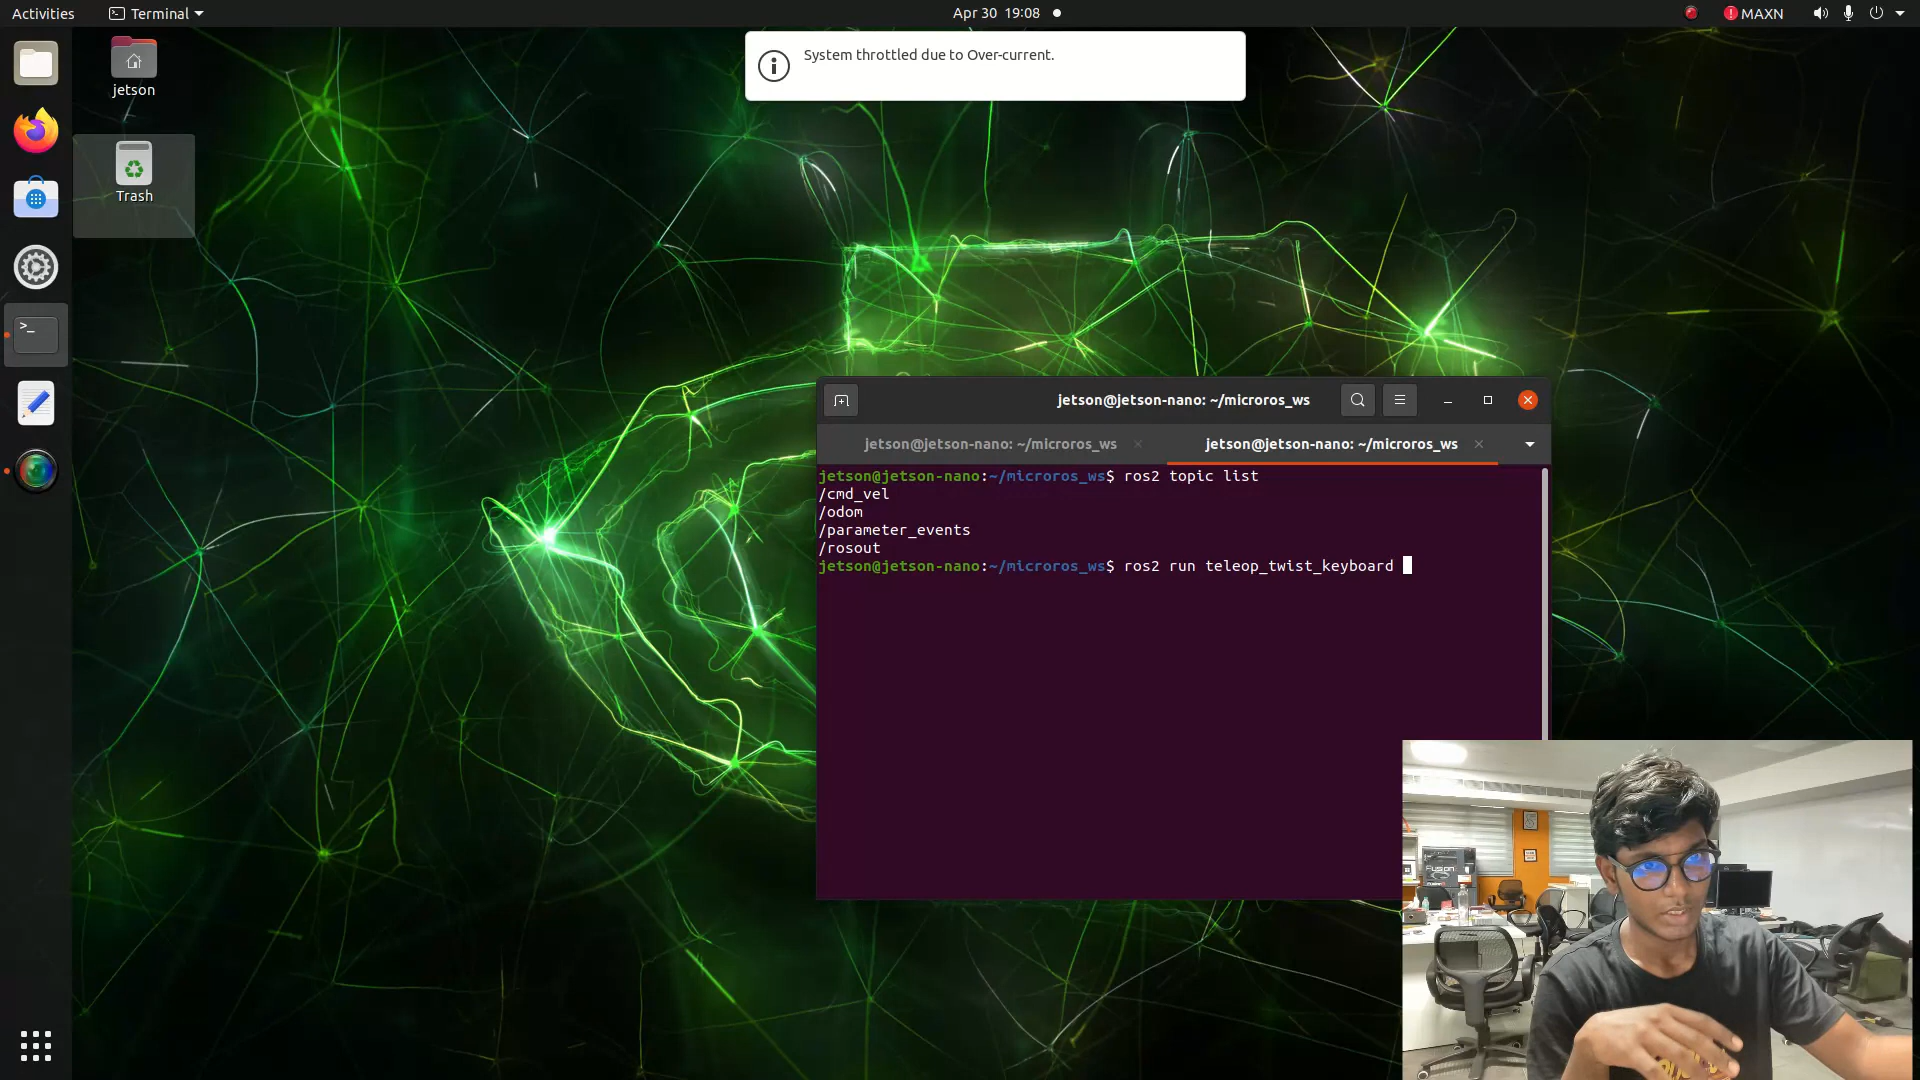 Activities
Terminal
Apr 30 19:08
MAXN
jetson
Trash
System throttled due to Over-current.
jetson@jetson-nano: ~/microros_ws
jetson@jetson-nano: ~/microros_ws
jetson@jetson-nano: ~/microros_ws
jetson@jetson-nano:~/microros_ws$ ros2 topic list
/cmd_vel
/odom
/parameter_events
/rosout
jetson@jetson-nano:~/microros_ws$ ros2 run teleop_twist_keyboard